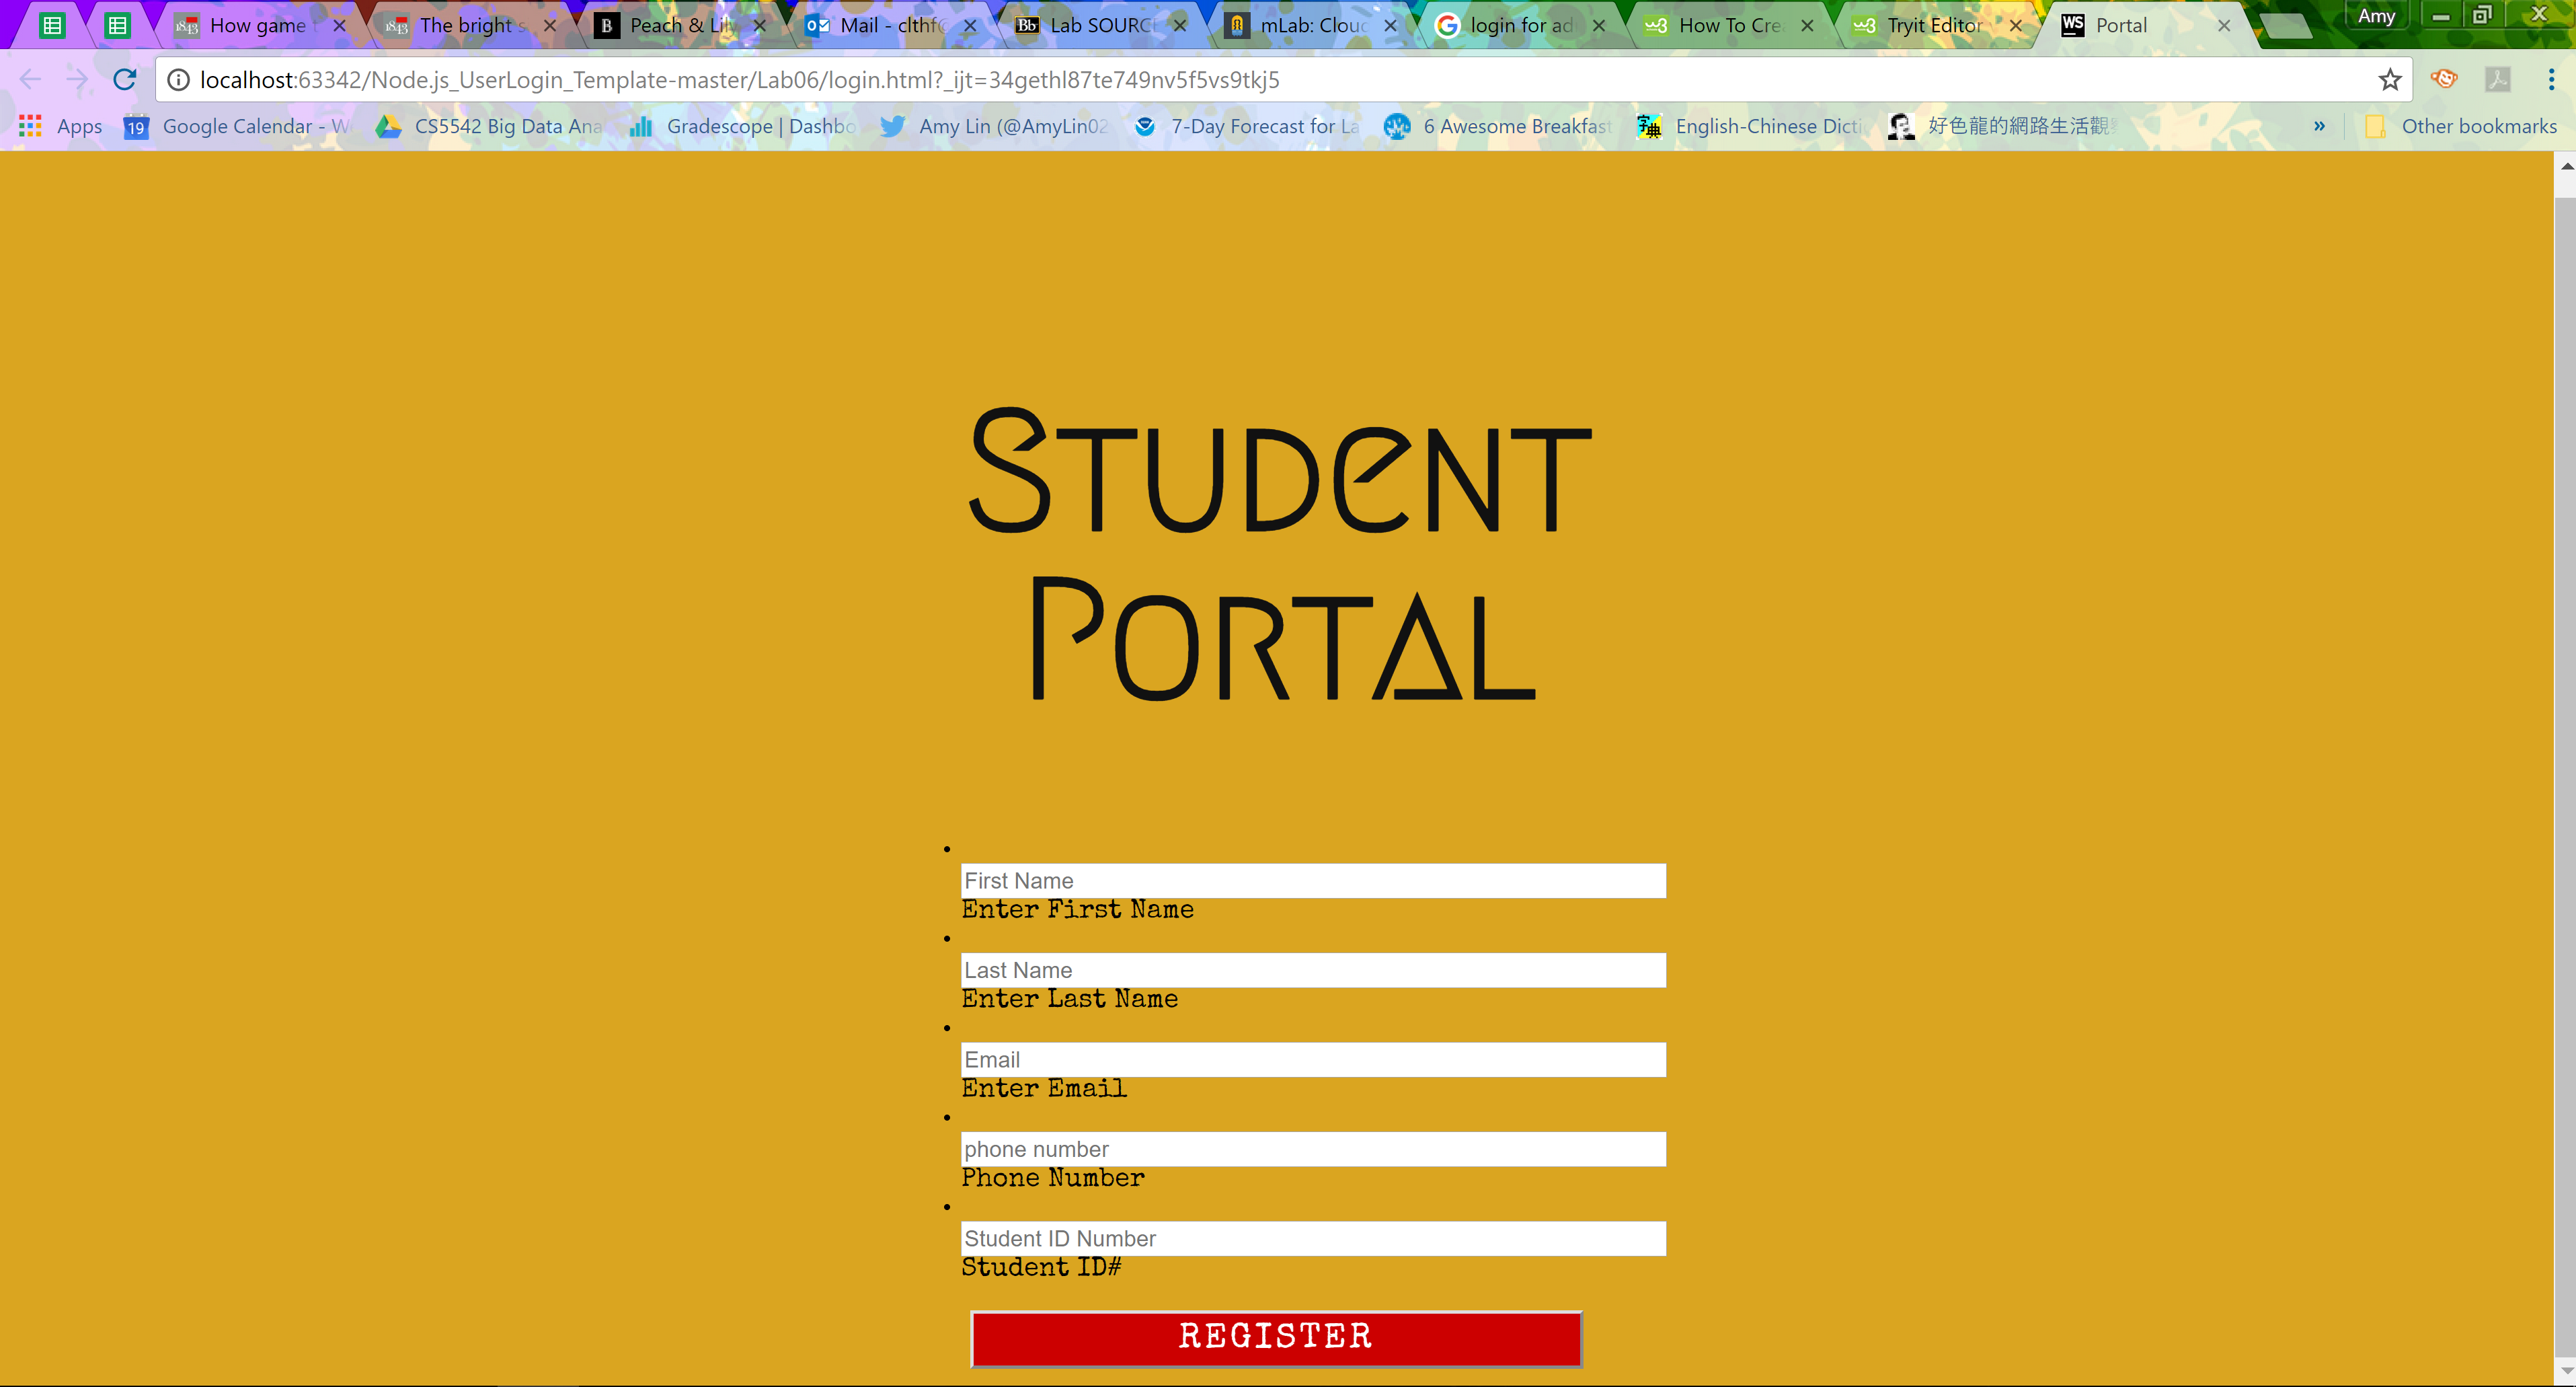 How game
The bright s
Peach & Lily
Mail - clthf@
Lab SOURC
mLab: Clouc
login for ad
How To Crea
Tryit Editor
WS Portal
Amy
localhost:63342/Node.js_UserLogin_Template-master/Lab06/login.html?_ijt=34gethl87te749nv5f5vs9tkj5
Apps
19 Google Calendar - W
CS5542 Big Data Ana
Gradescope | Dashbo
Amy Lin (@AmyLin02
7-Day Forecast for La
6 Awesome Breakfast
English-Chinese Dicti
好色龍的網路生活觀
»
Other bookmarks
Student
Portal
First Name
Enter First Name
Last Name
Enter Last Name
Email
Enter Email
phone number
Phone Number
Student ID Number
Student ID#
REGISTER